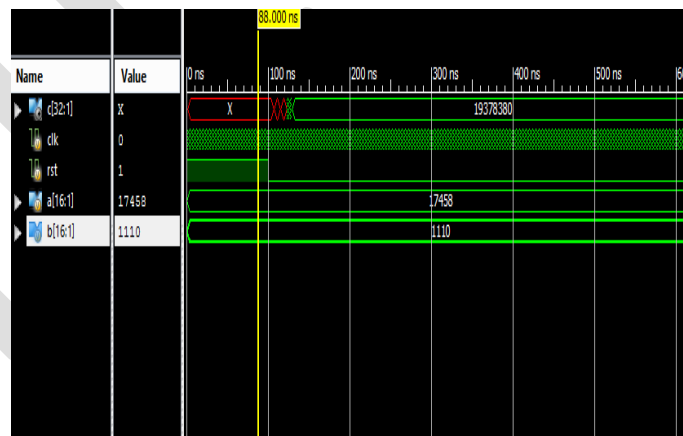 88.000 ns
Name Value 0 ns 100 ns 200 ns 300 ns 400 ns 500 ns 6
c[32:1] X X 19378380
clk 0
rst 1
a[16:1] 17458 17458
b[16:1] 1110 1110